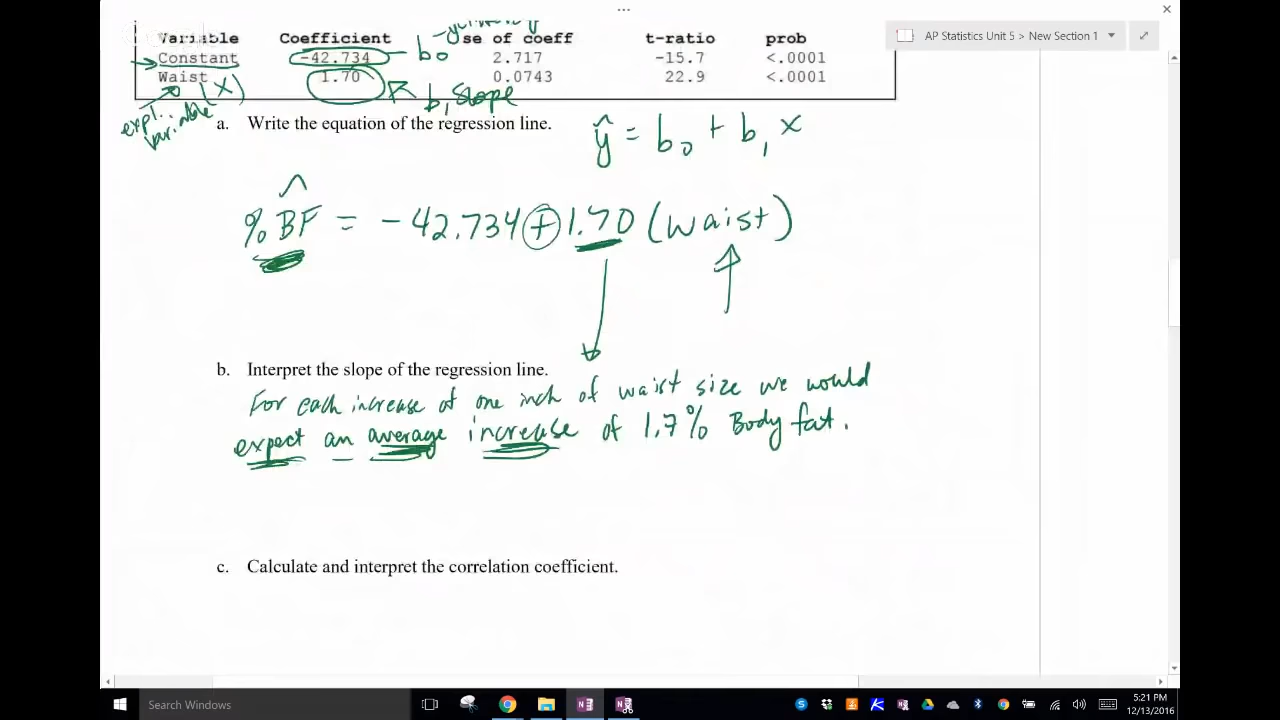 AP Statistics Unit 5 » New Section 1
Variable Coefficient se of coeff t-ratio prob
Constant -42.734 2.717 -15.7 <.0001
b0
Waist 1.70 0.0743 22.9 <.0001
(X)
b1 slope
expl. variable
a. Write the equation of the regression line.
ŷ = b0 + b1 x
% B̂F = -42.734 + 1.70 (waist)
b. Interpret the slope of the regression line.
For each increase of one inch of waist size we would
expect an average increase of 1.7% Body fat.
c. Calculate and interpret the correlation coefficient.
Search Windows
5:21 PM
12/13/2016